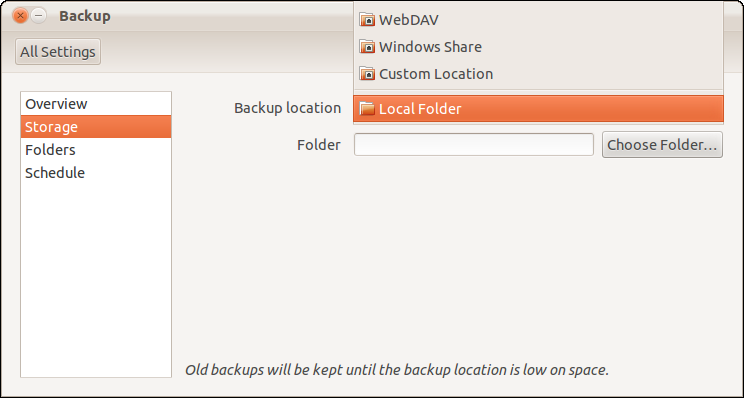 Backup
All Settings
WebDAV
Windows Share
Custom Location
Local Folder
Overview
Storage
Folders
Schedule
Backup location
Folder
Choose Folder...
Old backups will be kept until the backup location is low on space.